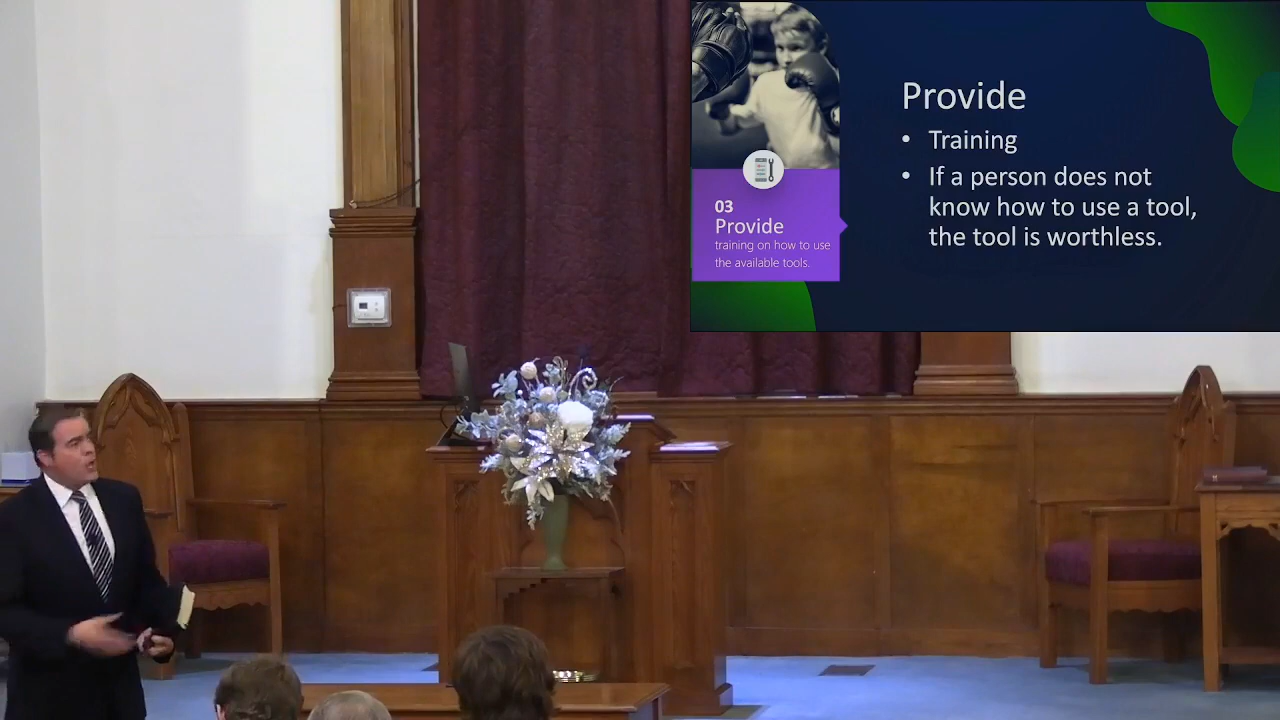 03
Provide
training on how to use
the available tools.
Provide
• Training
• If a person does not
know how to use a tool,
the tool is worthless.